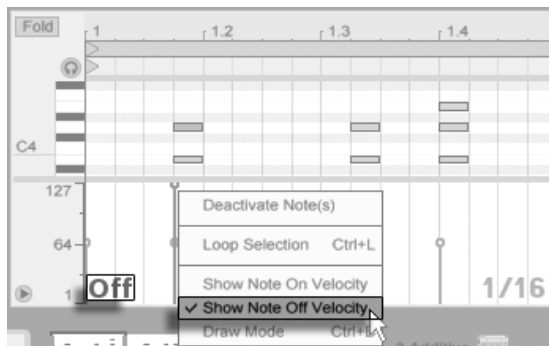 Fold
1 1.2 1.3 1.4
C4
127
Deactivate Note(s)
64
Loop Selection Ctrl+L
Show Note On Velocity
1 Off 1/16
✓ Show Note Off Velocity
Draw Mode